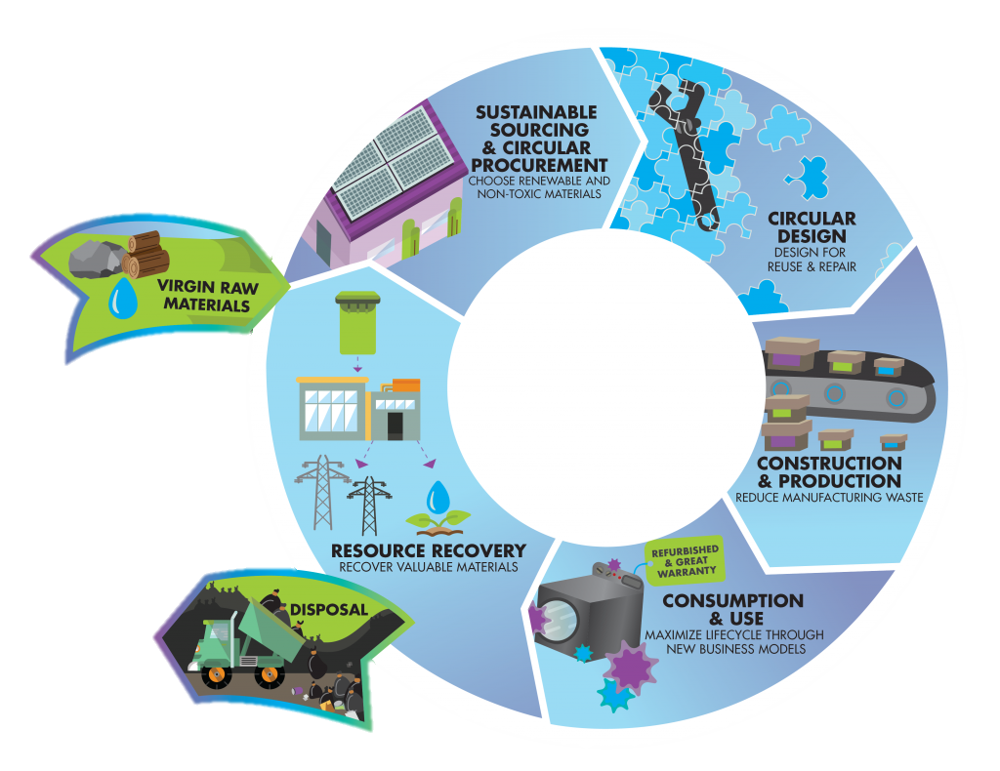 SUSTAINABLE
SOURCING
& CIRCULAR
PROCUREMENT
CHOOSE RENEWABLE AND
NON-TOXIC MATERIALS
CIRCULAR
DESIGN
DESIGN FOR
REUSE & REPAIR
CONSTRUCTION
& PRODUCTION
REDUCE MANUFACTURING WASTE
REFURBISHED
& GREAT
WARRANTY
CONSUMPTION
& USE
MAXIMIZE LIFECYCLE THROUGH
NEW BUSINESS MODELS
RESOURCE RECOVERY
RECOVER VALUABLE MATERIALS
VIRGIN RAW
MATERIALS
DISPOSAL